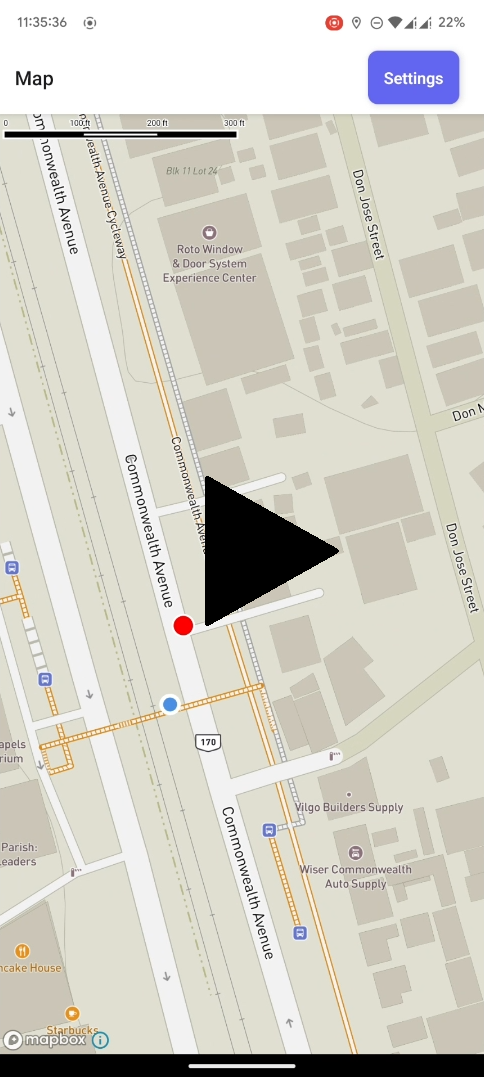 11:35:36
22%
Map
Settings
0
100 ft
200 ft
300 ft
Commonwealth Avenue
Commonwealth Avenue Cycleway
Blk 11 Lot 24
Don Jose Street
Roto Window
& Door System
Experience Center
Don
Commonwealth Avenue
Commonwealth
Don Jose Street
170
apels
rium
Vilgo Builders Supply
Commonwealth Avenue
Parish:
eaders
Wiser Commonwealth
Auto Supply
ncake House
Starbucks
mapbox